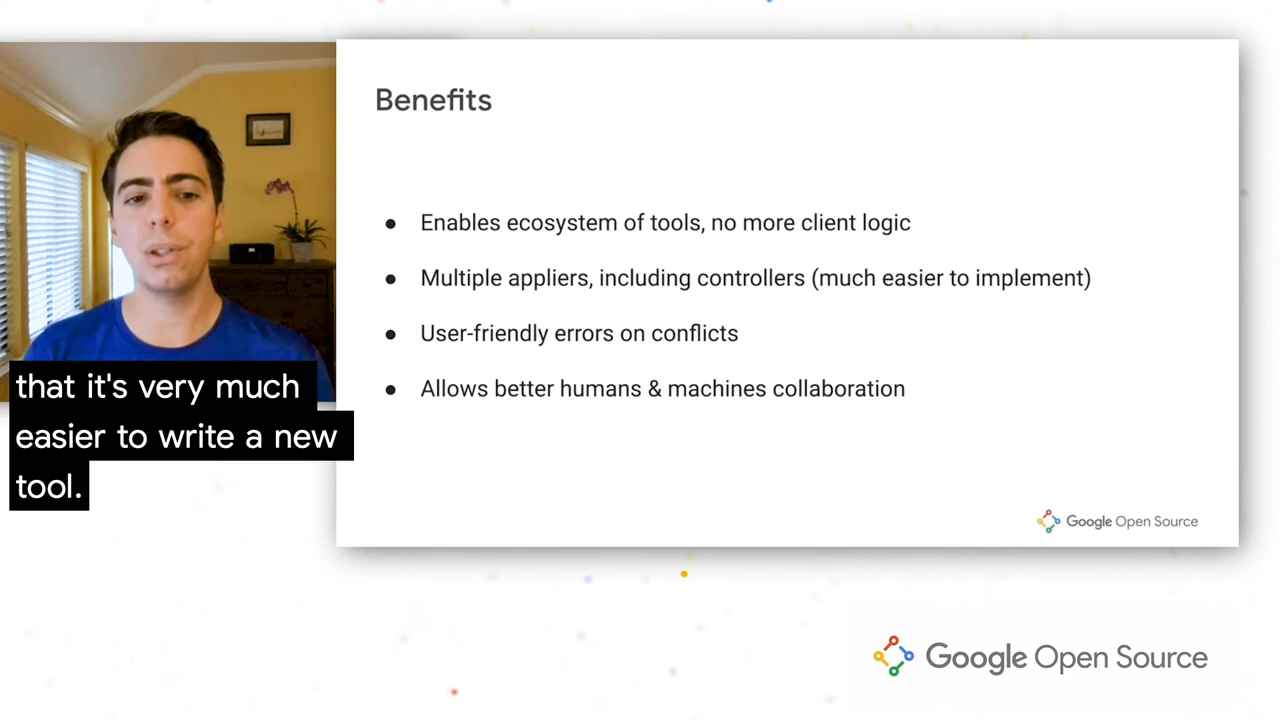 Benefits
● Enables ecosystem of tools, no more client logic
● Multiple appliers, including controllers (much easier to implement)
● User-friendly errors on conflicts
● Allows better humans & machines collaboration
that it's very much
easier to write a new
tool.
Google Open Source
Google Open Source